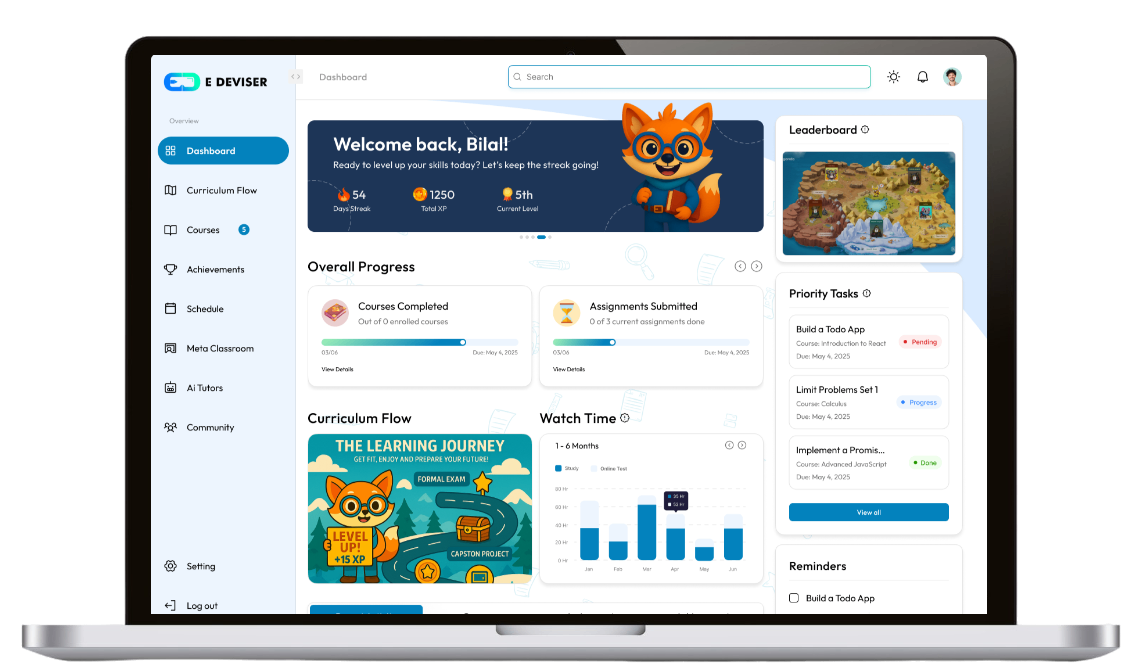 E DEVISER
Dashboard
Search
Overview
Dashboard
Curriculum Flow
Courses 5
Achievements
Schedule
Meta Classroom
Ai Tutors
Community
Setting
Log out
Welcome back, Bilal!
Ready to level up your skills today? Let's keep the streak going!
54
Days Streak
1250
Total XP
5th
Current Level
Overall Progress
Courses Completed
Out of 0 enrolled courses
03/06
Due: May 4, 2025
View Details
Assignments Submitted
0 of 3 current assignments done
03/06
Due: May 4, 2025
View Details
Curriculum Flow
THE LEARNING JOURNEY
GET FIT, ENJOY AND PREPARE YOUR FUTURE!
FORMAL EXAM
LEVEL
UP!
+15 XP
CAPSTON PROJECT
Watch Time
1 - 6 Months
Study
Online Test
80 Hr
60 Hr
40 Hr
20 Hr
0 Hr
Jan Feb Mar Apr May Jun
Leaderboard
Priority Tasks
Build a Todo App
Course: Introduction to React
Due: May 4, 2025
Pending
Limit Problems Set 1
Course: Calculus
Due: May 4, 2025
Progress
Implement a Promis...
Course: Advanced JavaScript
Due: May 4, 2025
Done
View all
Reminders
Build a Todo App